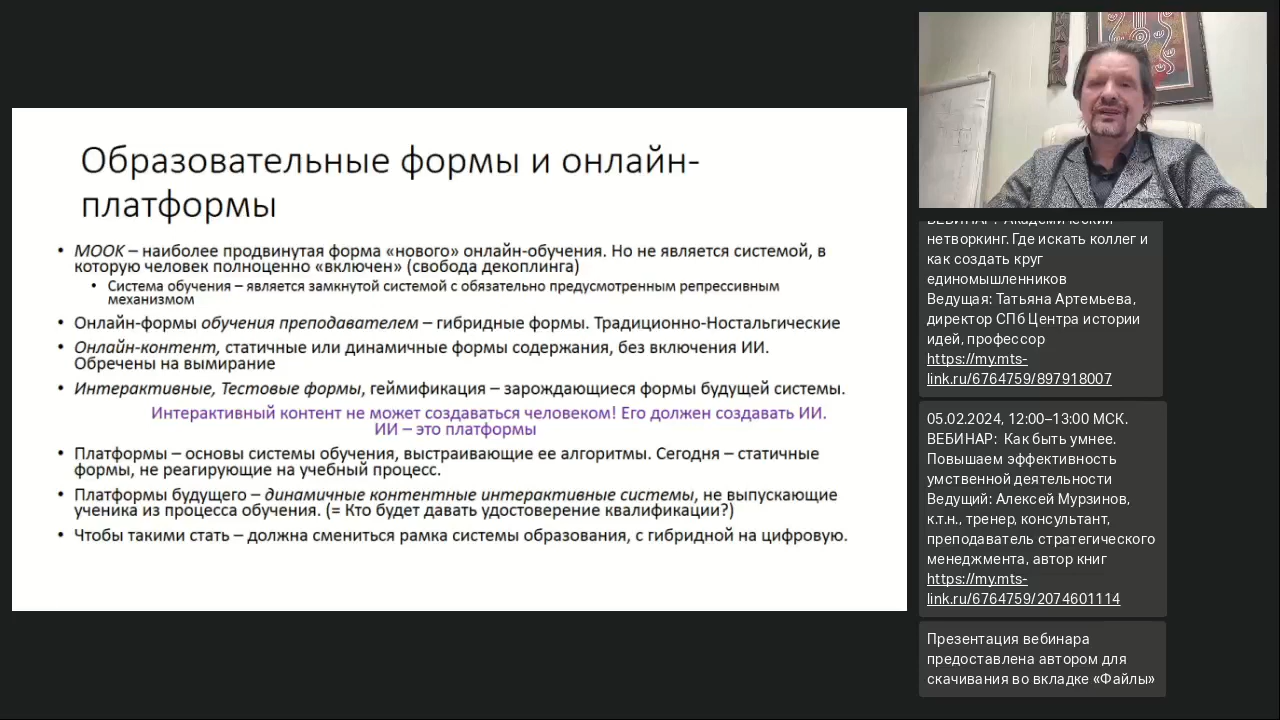 Образовательные формы и онлайн-
платформы
• МООК – наиболее продвинутая форма «нового» онлайн-обучения. Но не является системой, в
которую человек полноценно «включен» (свобода декоплинга)
• Система обучения – является замкнутой системой с обязательно предусмотренным репрессивным
механизмом
• Онлайн-формы обучения преподавателем – гибридные формы. Традиционно-Ностальгические
• Онлайн-контент, статичные или динамичные формы содержания, без включения ИИ.
Обречены на вымирание
• Интерактивные, Тестовые формы, геймификация – зарождающиеся формы будущей системы.
Интерактивный контент не может создаваться человеком! Его должен создавать ИИ.
ИИ – это платформы
• Платформы – основы системы обучения, выстраивающие ее алгоритмы. Сегодня – статичные
формы, не реагирующие на учебный процесс.
• Платформы будущего – динамичные контентные интерактивные системы, не выпускающие
ученика из процесса обучения. (= Кто будет давать удостоверение квалификации?)
• Чтобы такими стать – должна смениться рамка системы образования, с гибридной на цифровую.
ВЕБИНАР: Академический
нетворкинг. Где искать коллег и
как создать круг
единомышленников
Ведущая: Татьяна Артемьева,
директор СПб Центра истории
идей, профессор
https://my.mts-
link.ru/6764759/897918007
05.02.2024, 12:00–13:00 МСК.
ВЕБИНАР: Как быть умнее.
Повышаем эффективность
умственной деятельности
Ведущий: Алексей Мурзинов,
к.т.н., тренер, консультант,
преподаватель стратегического
менеджмента, автор книг
https://my.mts-
link.ru/6764759/2074601114
Презентация вебинара
предоставлена автором для
скачивания во вкладке «Файлы»